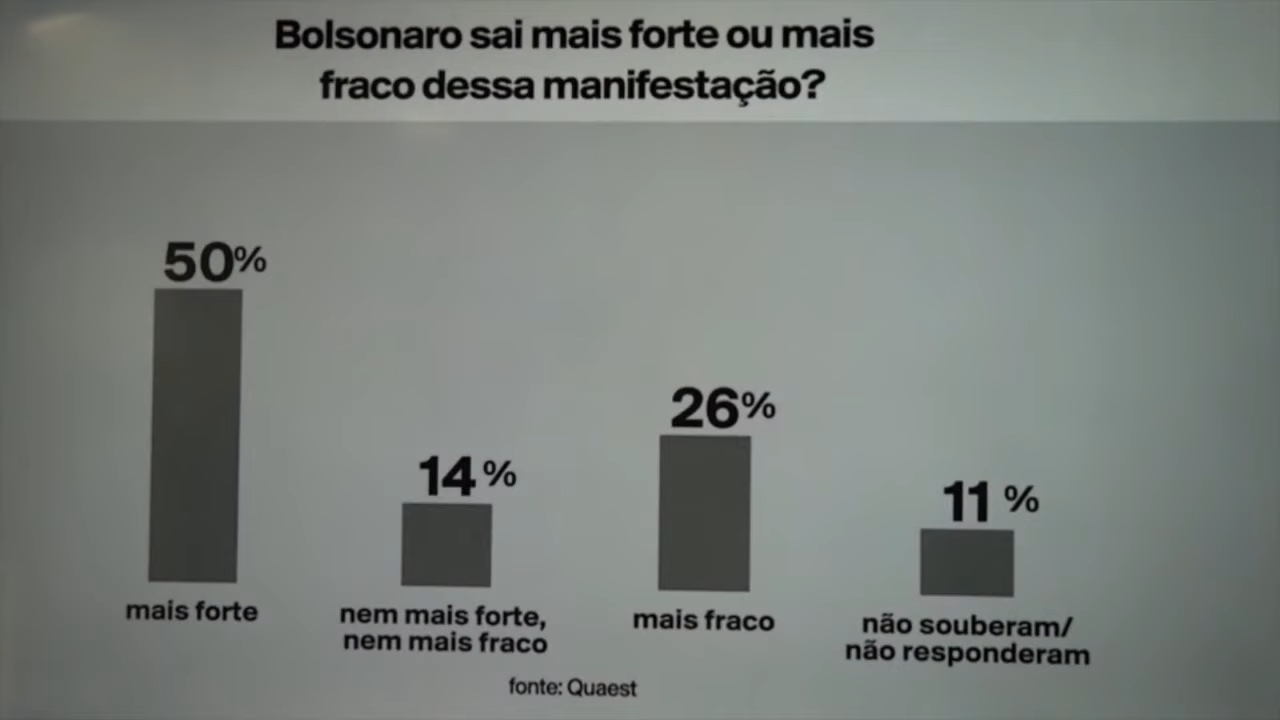 Bolsonaro sai mais forte ou mais
fraco dessa manifestação?
50%
14%
26%
11%
mais forte
nem mais forte,
nem mais fraco
mais fraco
não souberam/
não responderam
fonte: Quaest